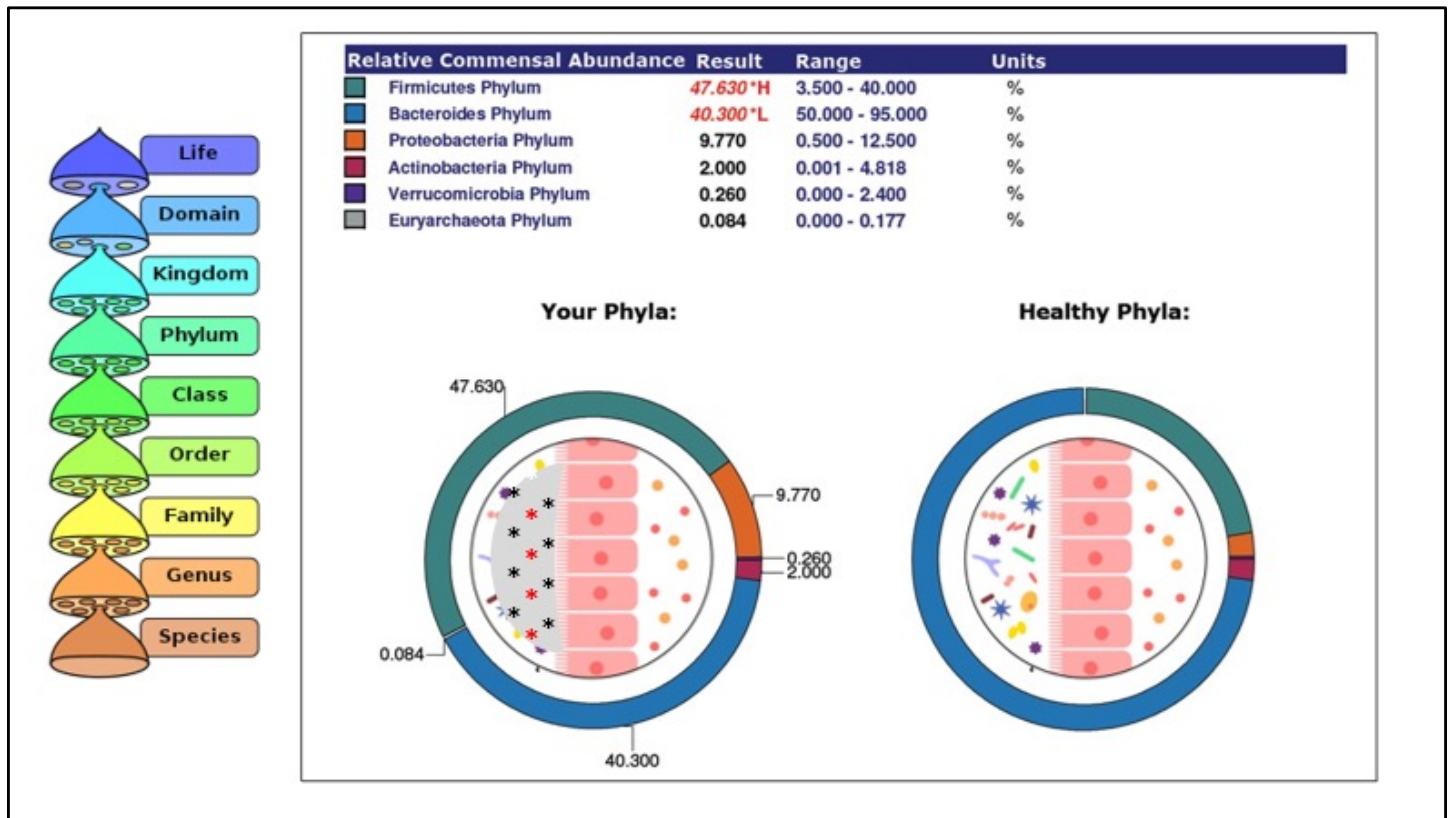 Life
Domain
Kingdom
Phylum
Class
Order
Family
Genus
Species
Relative Commensal Abundance Result Range Units
Firmicutes Phylum 47.630 *H 3.500 - 40.000 %
Bacteroides Phylum 40.300 *L 50.000 - 95.000 %
Proteobacteria Phylum 9.770 0.500 - 12.500 %
Actinobacteria Phylum 2.000 0.001 - 4.818 %
Verrucomicrobia Phylum 0.260 0.000 - 2.400 %
Euryarchaeota Phylum 0.084 0.000 - 0.177 %
Your Phyla: Healthy Phyla:
47.630
9.770
0.260
2.000
0.084
40.300